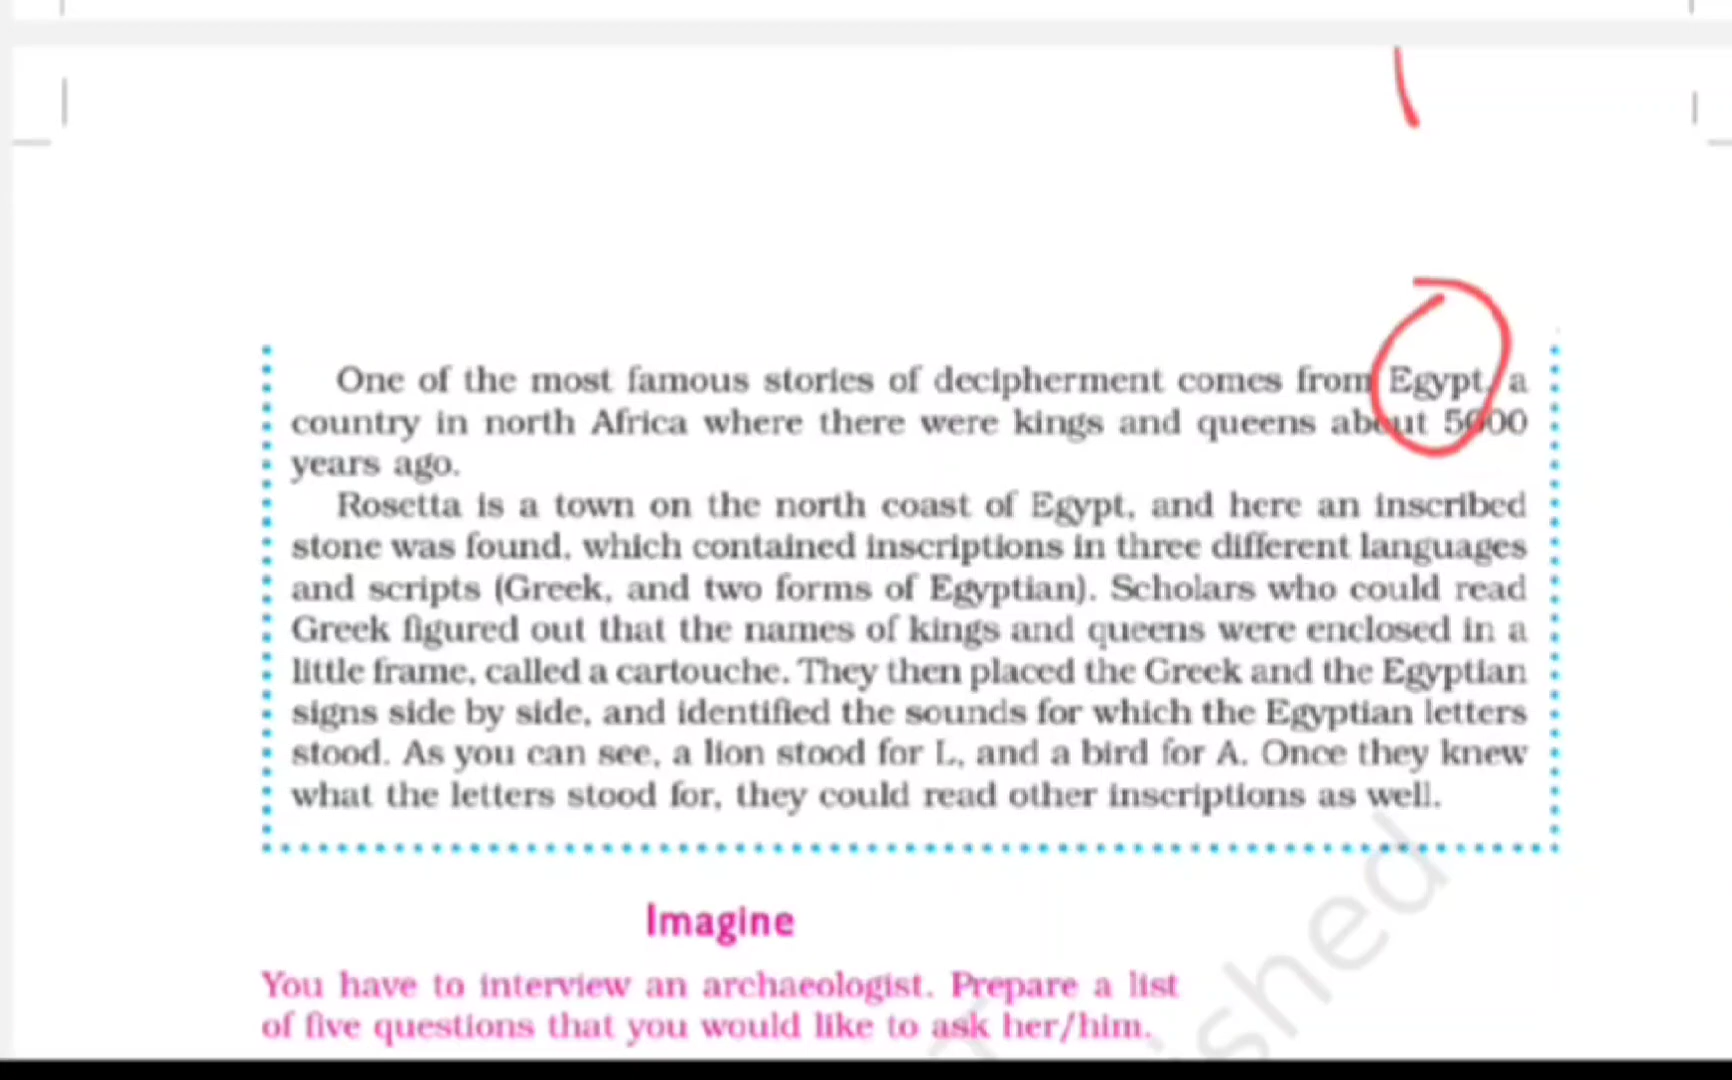 One of the most famous stories of decipherment comes from Egypt, a
country in north Africa where there were kings and queens about 5000
years ago.
Rosetta is a town on the north coast of Egypt, and here an inscribed
stone was found, which contained inscriptions in three different languages
and scripts (Greek, and two forms of Egyptian). Scholars who could read
Greek figured out that the names of kings and queens were enclosed in a
little frame, called a cartouche. They then placed the Greek and the Egyptian
signs side by side, and identified the sounds for which the Egyptian letters
stood. As you can see, a lion stood for L, and a bird for A. Once they knew
what the letters stood for, they could read other inscriptions as well.
Imagine
You have to interview an archaeologist. Prepare a list
of five questions that you would like to ask her/him.